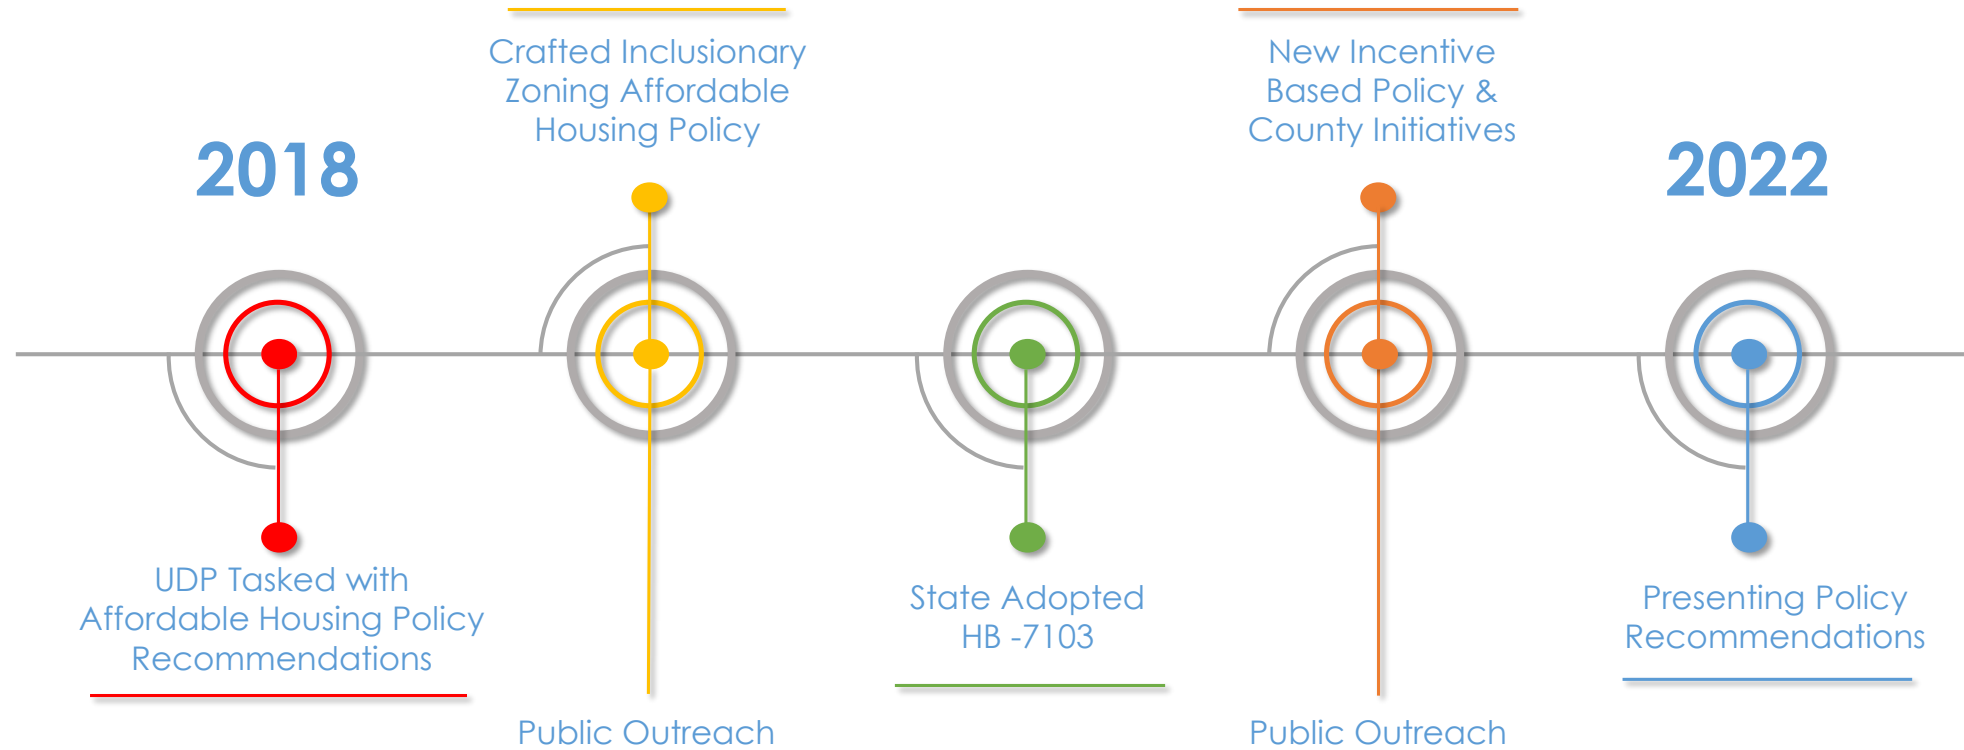 2018
UDP Tasked with
Affordable Housing Policy
Recommendations
Crafted Inclusionary
Zoning Affordable
Housing Policy
Public Outreach
State Adopted
HB -7103
New Incentive
Based Policy &
County Initiatives
Public Outreach
2022
Presenting Policy
Recommendations